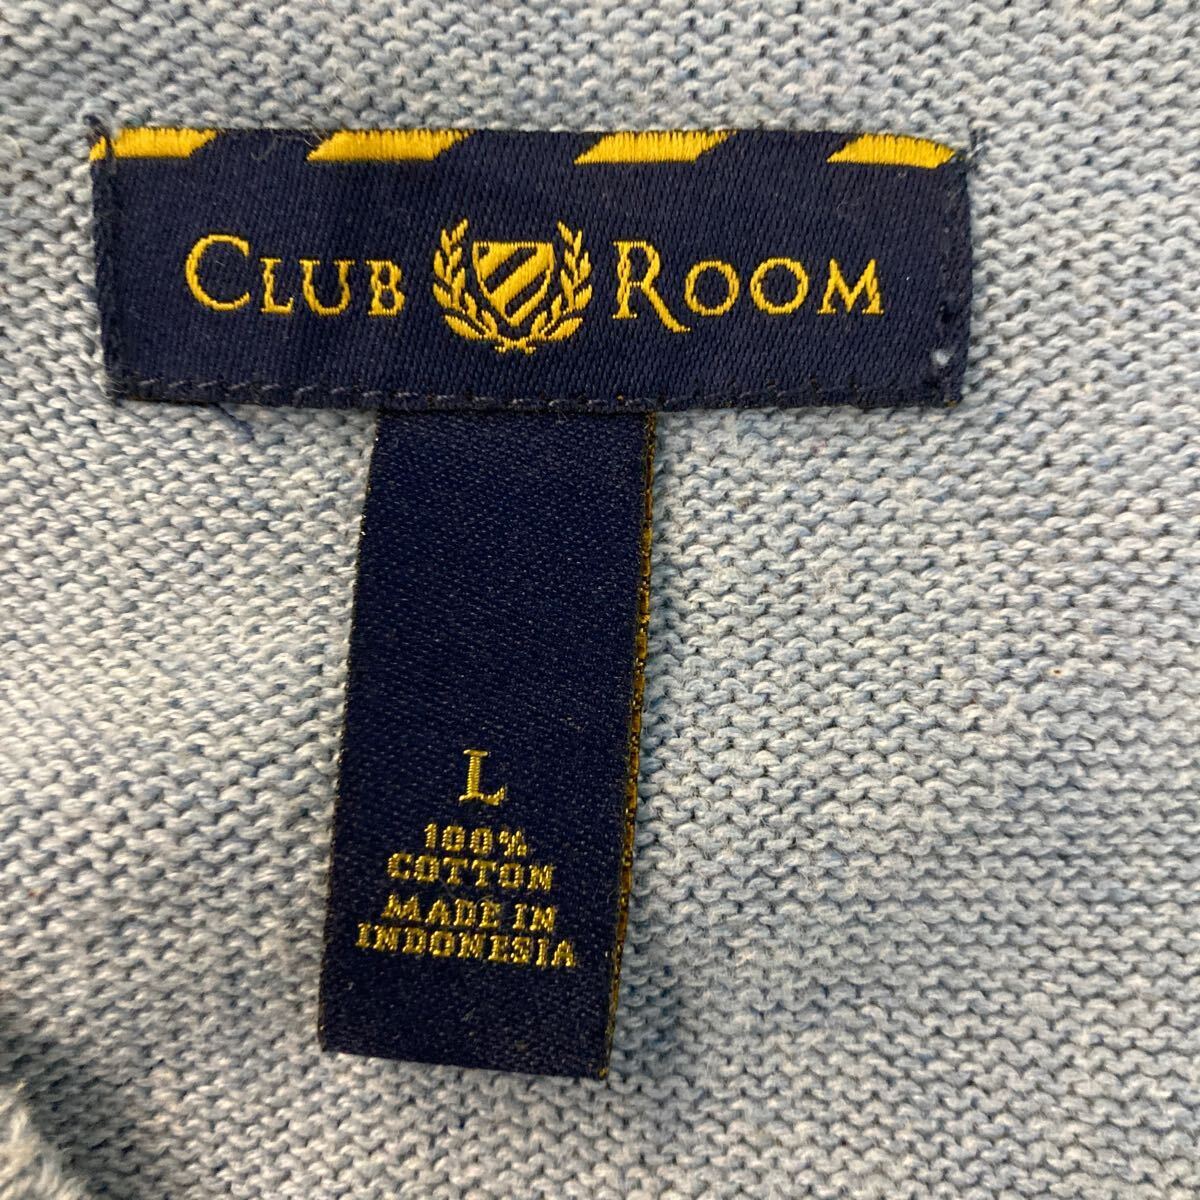 CLUB ROOM
L
100%
COTTON
MADE IN
INDONESIA